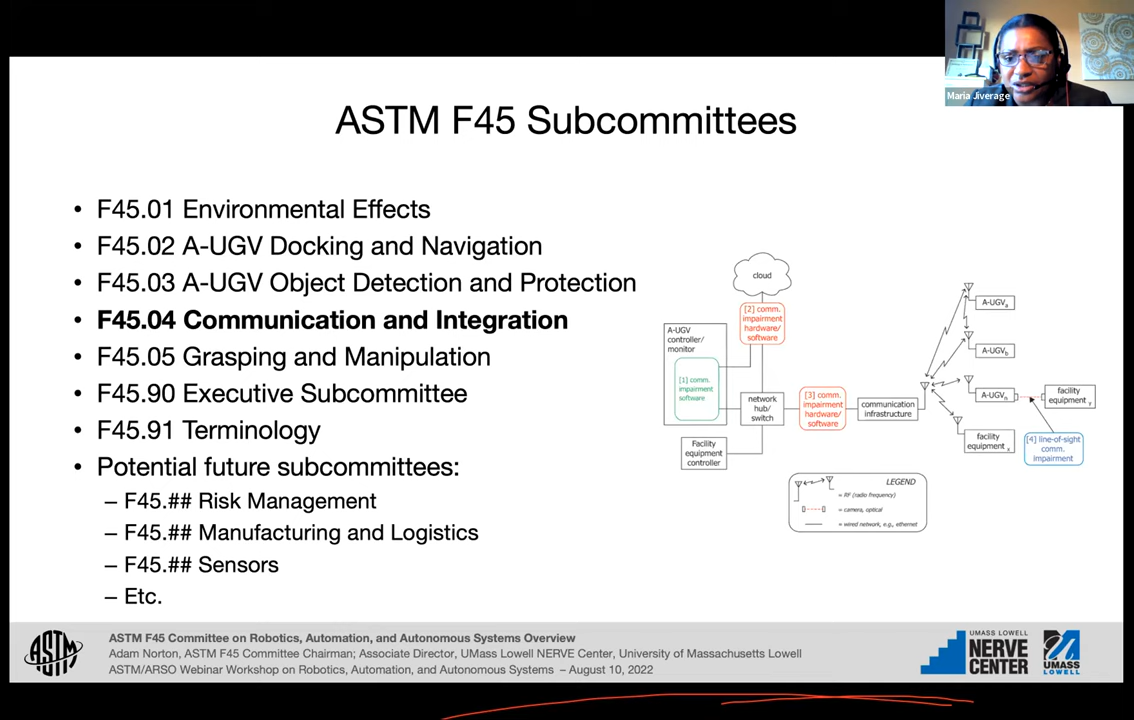 Maria Jiverage
ASTM F45 Subcommittees
• F45.01 Environmental Effects
• F45.02 A-UGV Docking and Navigation
• F45.03 A-UGV Object Detection and Protection
• F45.04 Communication and Integration
• F45.05 Grasping and Manipulation
• F45.90 Executive Subcommittee
• F45.91 Terminology
• Potential future subcommittees:
– F45.## Risk Management
– F45.## Manufacturing and Logistics
– F45.## Sensors
– Etc.
cloud
[2] comm.
impairment
hardware/
software
A-UGV
controller/
monitor
[1] comm.
impairment
software
network
hub/
switch
Facility
equipment
controller
[3] comm.
impairment
hardware/
software
communication
infrastructure
A-UGVa
A-UGVb
A-UGVn
facility
equipment y
facility
equipment x
[4] line-of-sight
comm.
impairment
LEGEND
= RF (radio frequency)
= camera, optical
= wired network, e.g., ethernet
ASTM
ASTM F45 Committee on Robotics, Automation, and Autonomous Systems Overview
Adam Norton, ASTM F45 Committee Chairman; Associate Director, UMass Lowell NERVE Center, University of Massachusetts Lowell
ASTM/ARSO Webinar Workshop on Robotics, Automation, and Autonomous Systems – August 10, 2022
UMASS LOWELL
NERVE
CENTER
UMASS
LOWELL